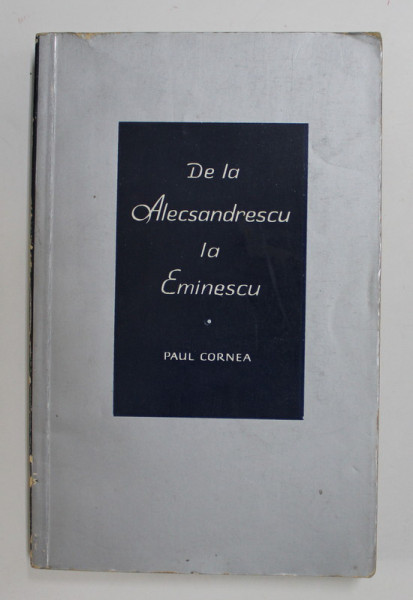 De la
Alecsandrescu
la
Eminescu
•
PAUL CORNEA